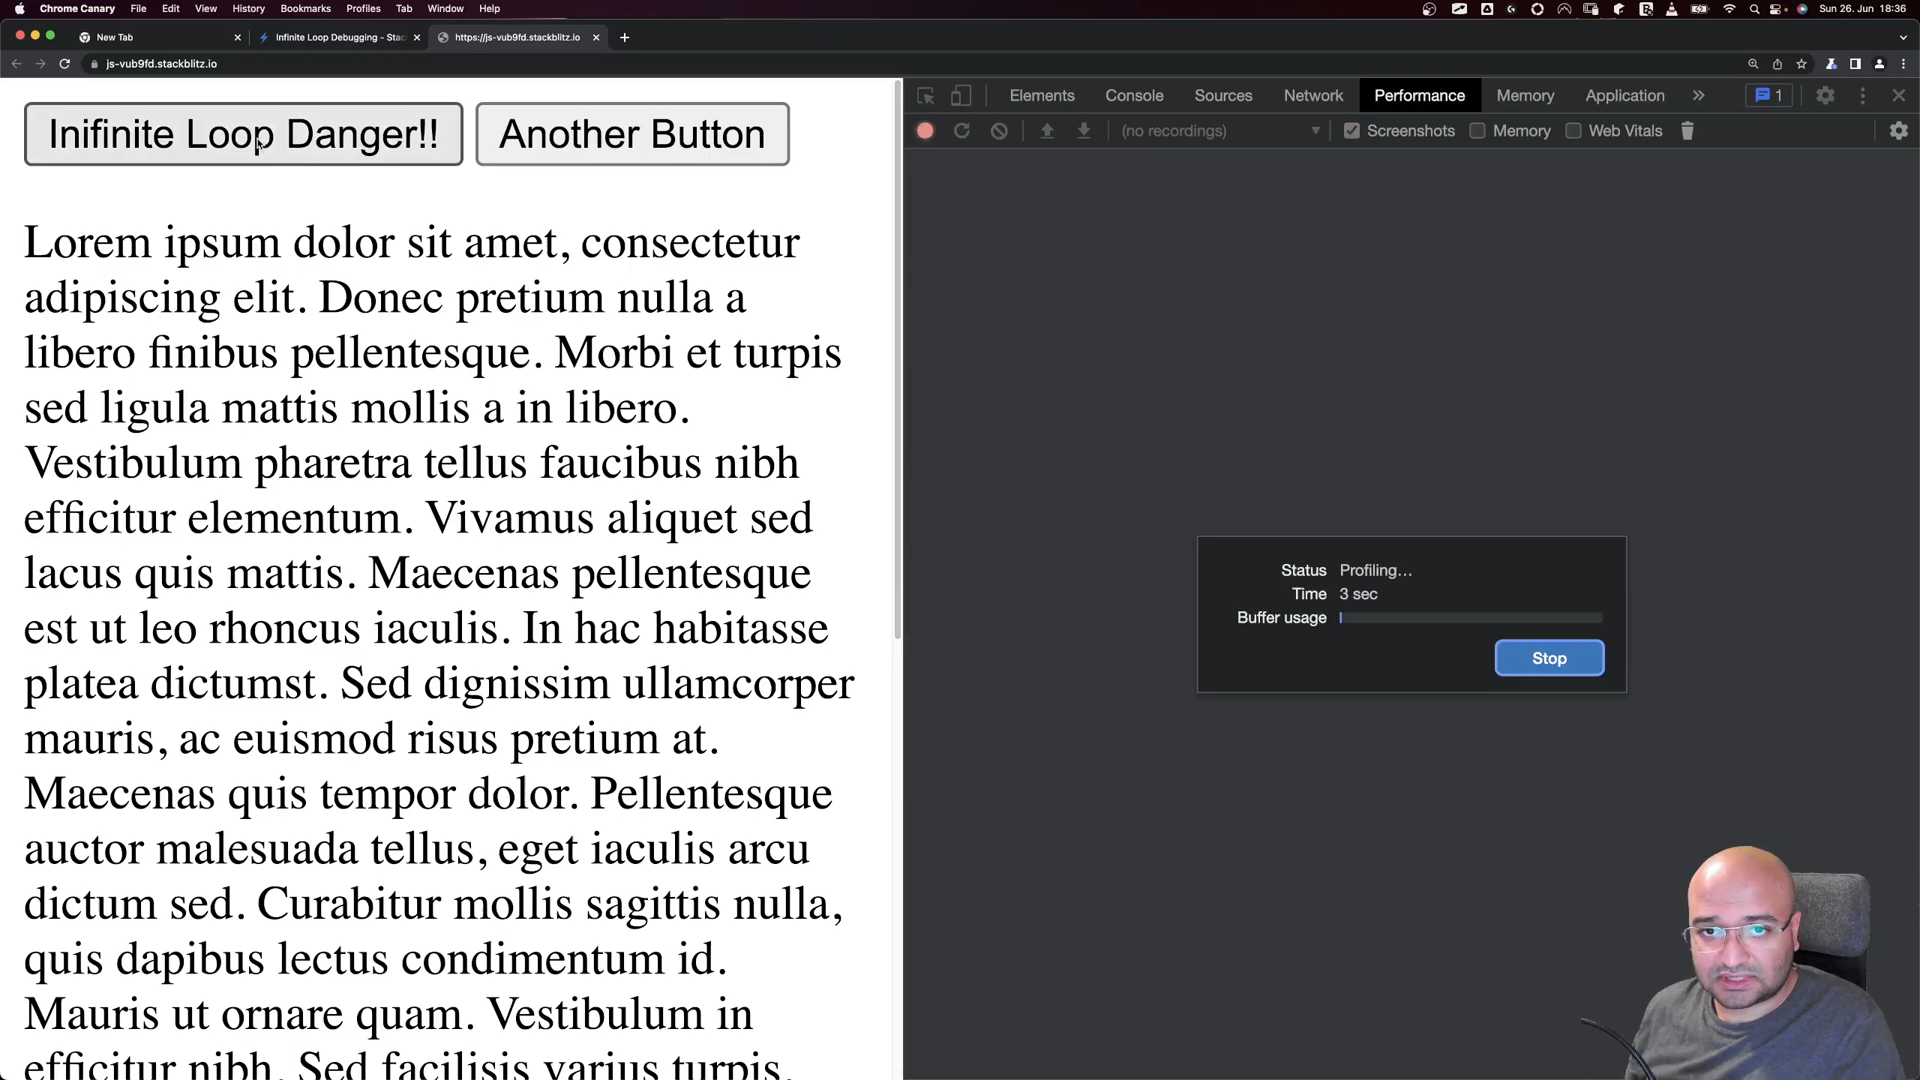 Chrome Canary File Edit View History Bookmarks Profiles Tab Window Help Sun 26. Jun 18:36
New Tab Infinite Loop Debugging - Stac https://js-vub9fd.stackblitz.io
js-vub9fd.stackblitz.io
Elements Console Sources Network Performance Memory Application 1
(no recordings) Screenshots Memory Web Vitals
Inifinite Loop Danger!! Another Button
Lorem ipsum dolor sit amet, consectetur
adipiscing elit. Donec pretium nulla a
libero finibus pellentesque. Morbi et turpis
sed ligula mattis mollis a in libero.
Vestibulum pharetra tellus faucibus nibh
efficitur elementum. Vivamus aliquet sed
lacus quis mattis. Maecenas pellentesque
est ut leo rhoncus iaculis. In hac habitasse
platea dictumst. Sed dignissim ullamcorper
mauris, ac euismod risus pretium at.
Maecenas quis tempor dolor. Pellentesque
auctor malesuada tellus, eget iaculis arcu
dictum sed. Curabitur mollis sagittis nulla,
quis dapibus lectus condimentum id.
Mauris ut ornare quam. Vestibulum in
efficitur nibh. Sed facilisis varius turpis.
Status Profiling…
Time 3 sec
Buffer usage
Stop